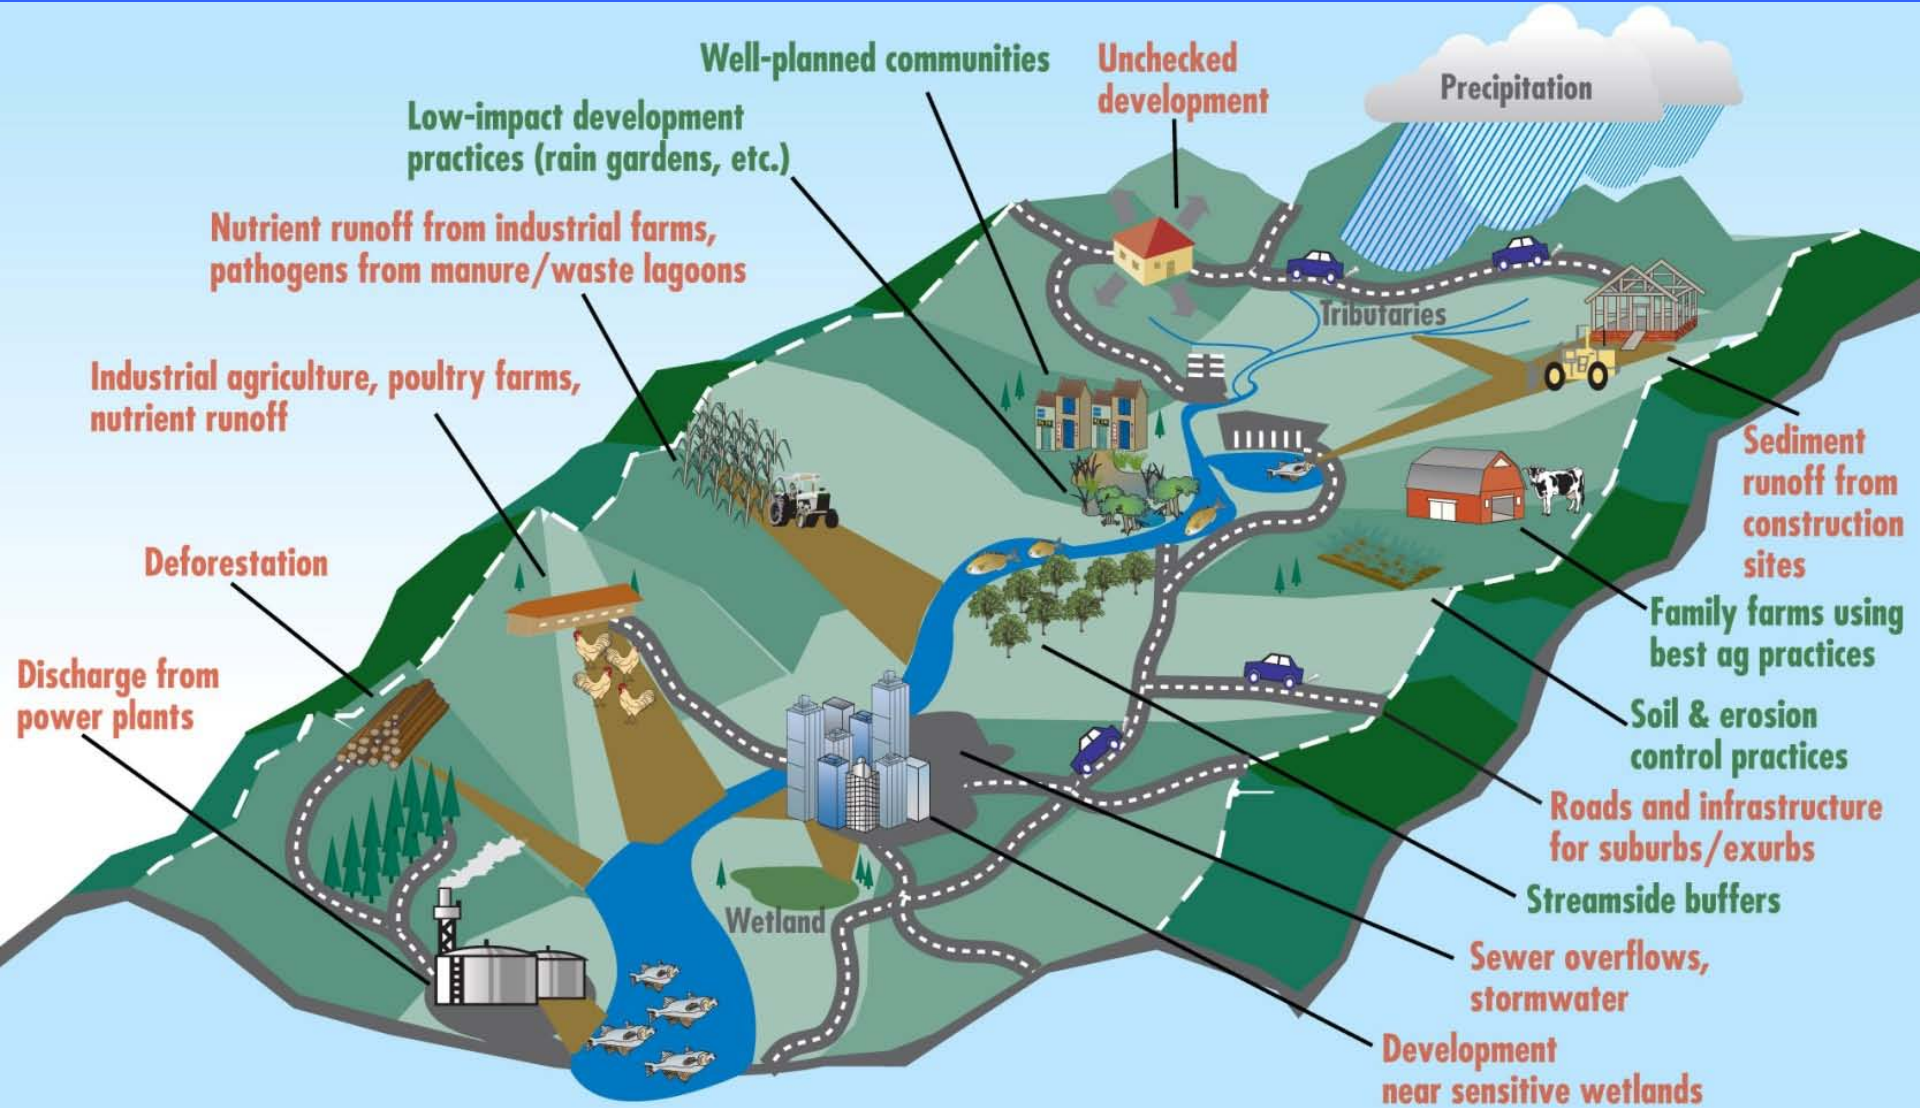 Well-planned communities
Unchecked
development
Precipitation
Low-impact development
practices (rain gardens, etc.)
Nutrient runoff from industrial farms,
pathogens from manure/waste lagoons
Tributaries
Industrial agriculture, poultry farms,
nutrient runoff
Sediment
runoff from
construction
sites
Deforestation
Family farms using
best ag practices
Discharge from
power plants
Soil & erosion
control practices
Roads and infrastructure
for suburbs/exurbs
Streamside buffers
Wetland
Sewer overflows,
stormwater
Development
near sensitive wetlands